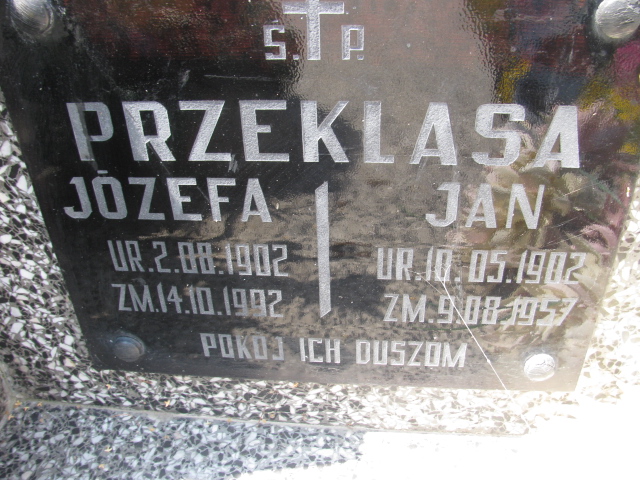 Ś. P.
PRZEKLASA
JÓZEFA JAN
UR.2.08.1902 UR.10.05.1902
ZM.14.10.1992 ZM.9.08.1957
POKÓJ ICH DUSZOM